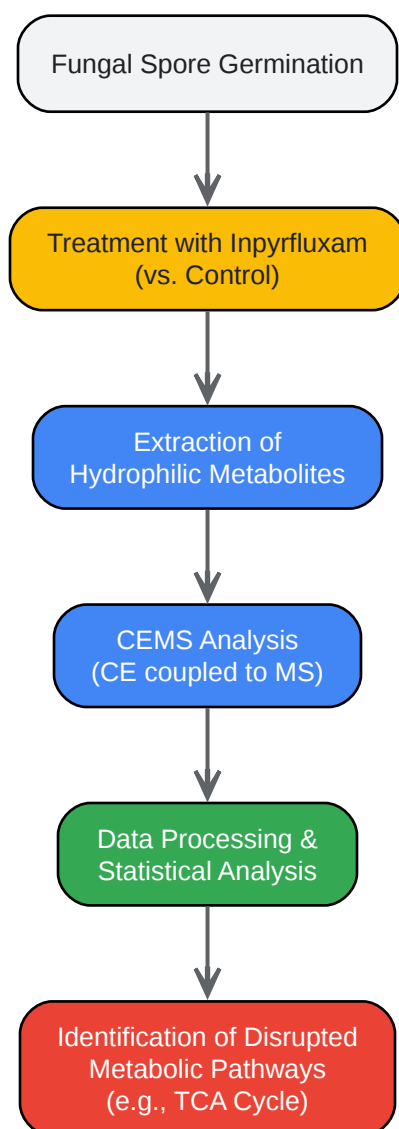 Fungal Spore Germination
Treatment with Inpyrfluxam
(vs. Control)
Extraction of
Hydrophilic Metabolites
CEMS Analysis
(CE coupled to MS)
Data Processing &
Statistical Analysis
Identification of Disrupted
Metabolic Pathways
(e.g., TCA Cycle)